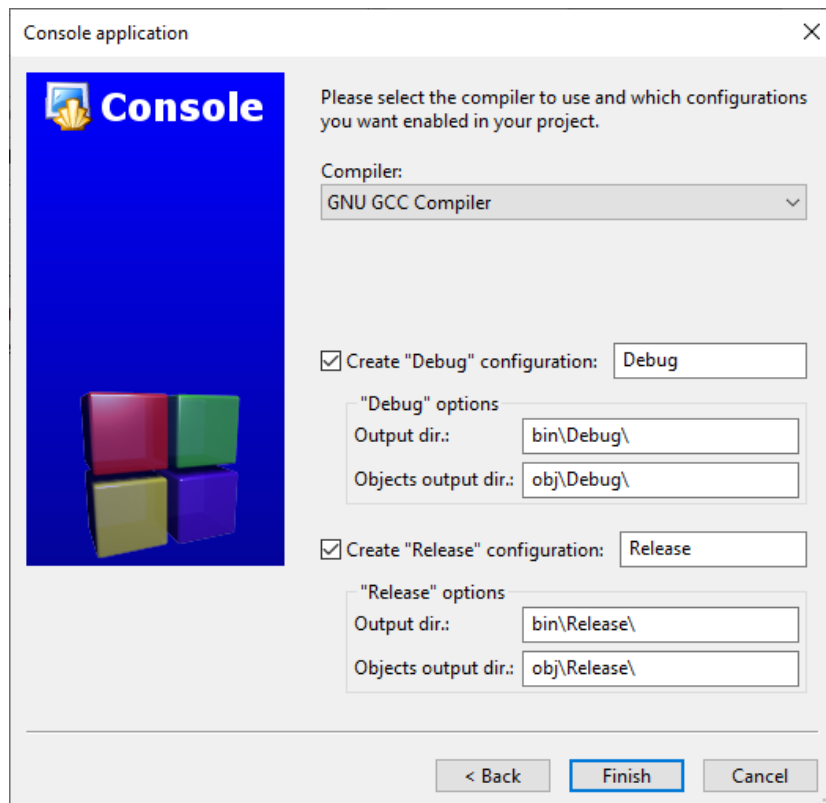 Console application
Console
Please select the compiler to use and which configurations
you want enabled in your project.
Compiler:
GNU GCC Compiler
Create "Debug" configuration: Debug
"Debug" options
Output dir.: bin\Debug\
Objects output dir.: obj\Debug\
Create "Release" configuration: Release
"Release" options
Output dir.: bin\Release\
Objects output dir.: obj\Release\
< Back Finish Cancel